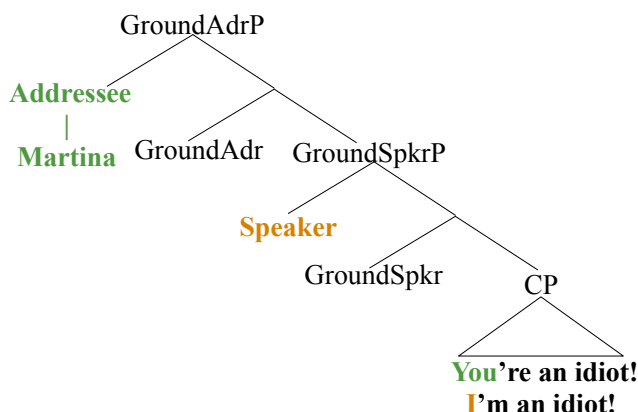 GroundAdrP
Addressee
|
Martina
GroundAdr
GroundSpkrP
Speaker
GroundSpkr
CP
You're an idiot!
I'm an idiot!